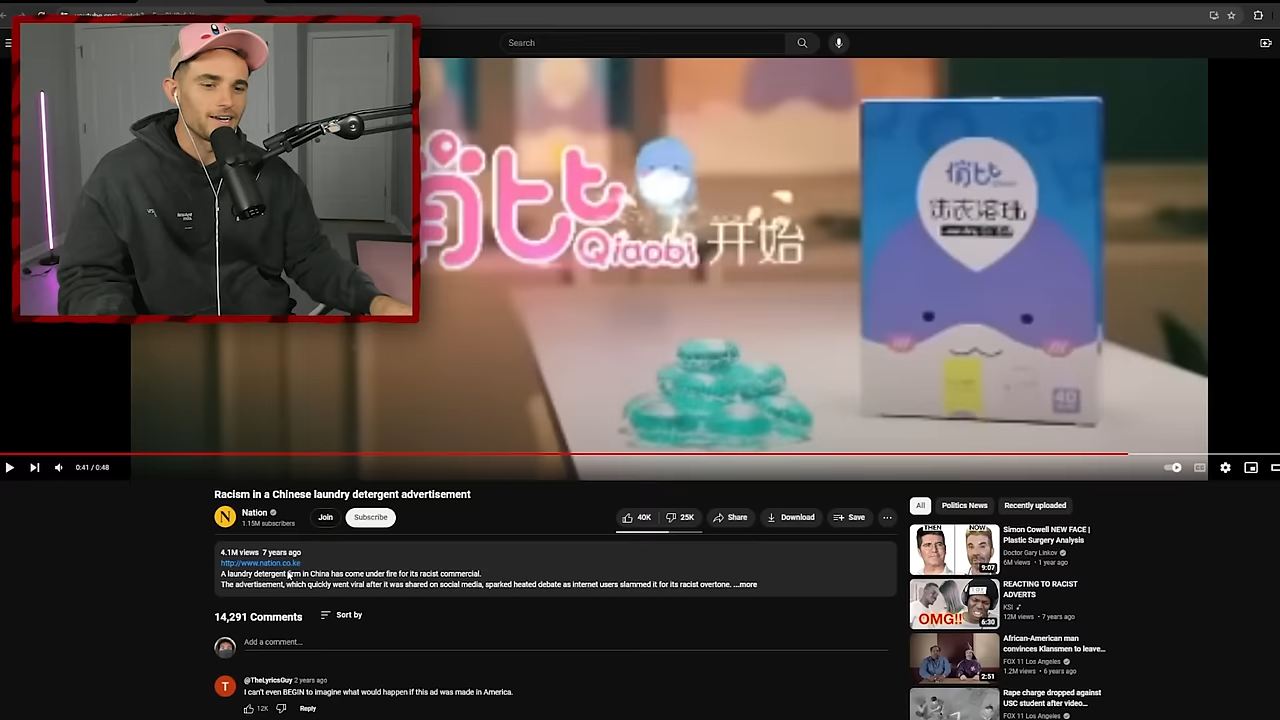 Search
俏比
Qiaobi 开始
俏比
洗衣溶珠
40
0:41 / 0:48
Racism in a Chinese laundry detergent advertisement
N
Nation
1.15M subscribers
Join
Subscribe
40K
25K
Share
Download
Save
4.1M views 7 years ago
http://www.nation.co.ke
A laundry detergent firm in China has come under fire for its racist commercial.
The advertisement, which quickly went viral after it was shared on social media, sparked heated debate as internet users slammed it for its racist overtone. ...more
14,291 Comments
Sort by
Add a comment...
T
@TheLyricsGuy 2 years ago
I can't even BEGIN to imagine what would happen if this ad was made in America.
12K
Reply
All
Politics News
Recently uploaded
THEN
NOW
9:07
Simon Cowell NEW FACE |
Plastic Surgery Analysis
Doctor Gary Linkov
6M views • 1 year ago
OMG!!
6:30
REACTING TO RACIST
ADVERTS
KSI
12M views • 7 years ago
2:51
African-American man
convinces Klansmen to leave...
FOX 11 Los Angeles
1.2M views • 6 years ago
Rape charge dropped against
USC student after video...
FOX 11 Los Angeles